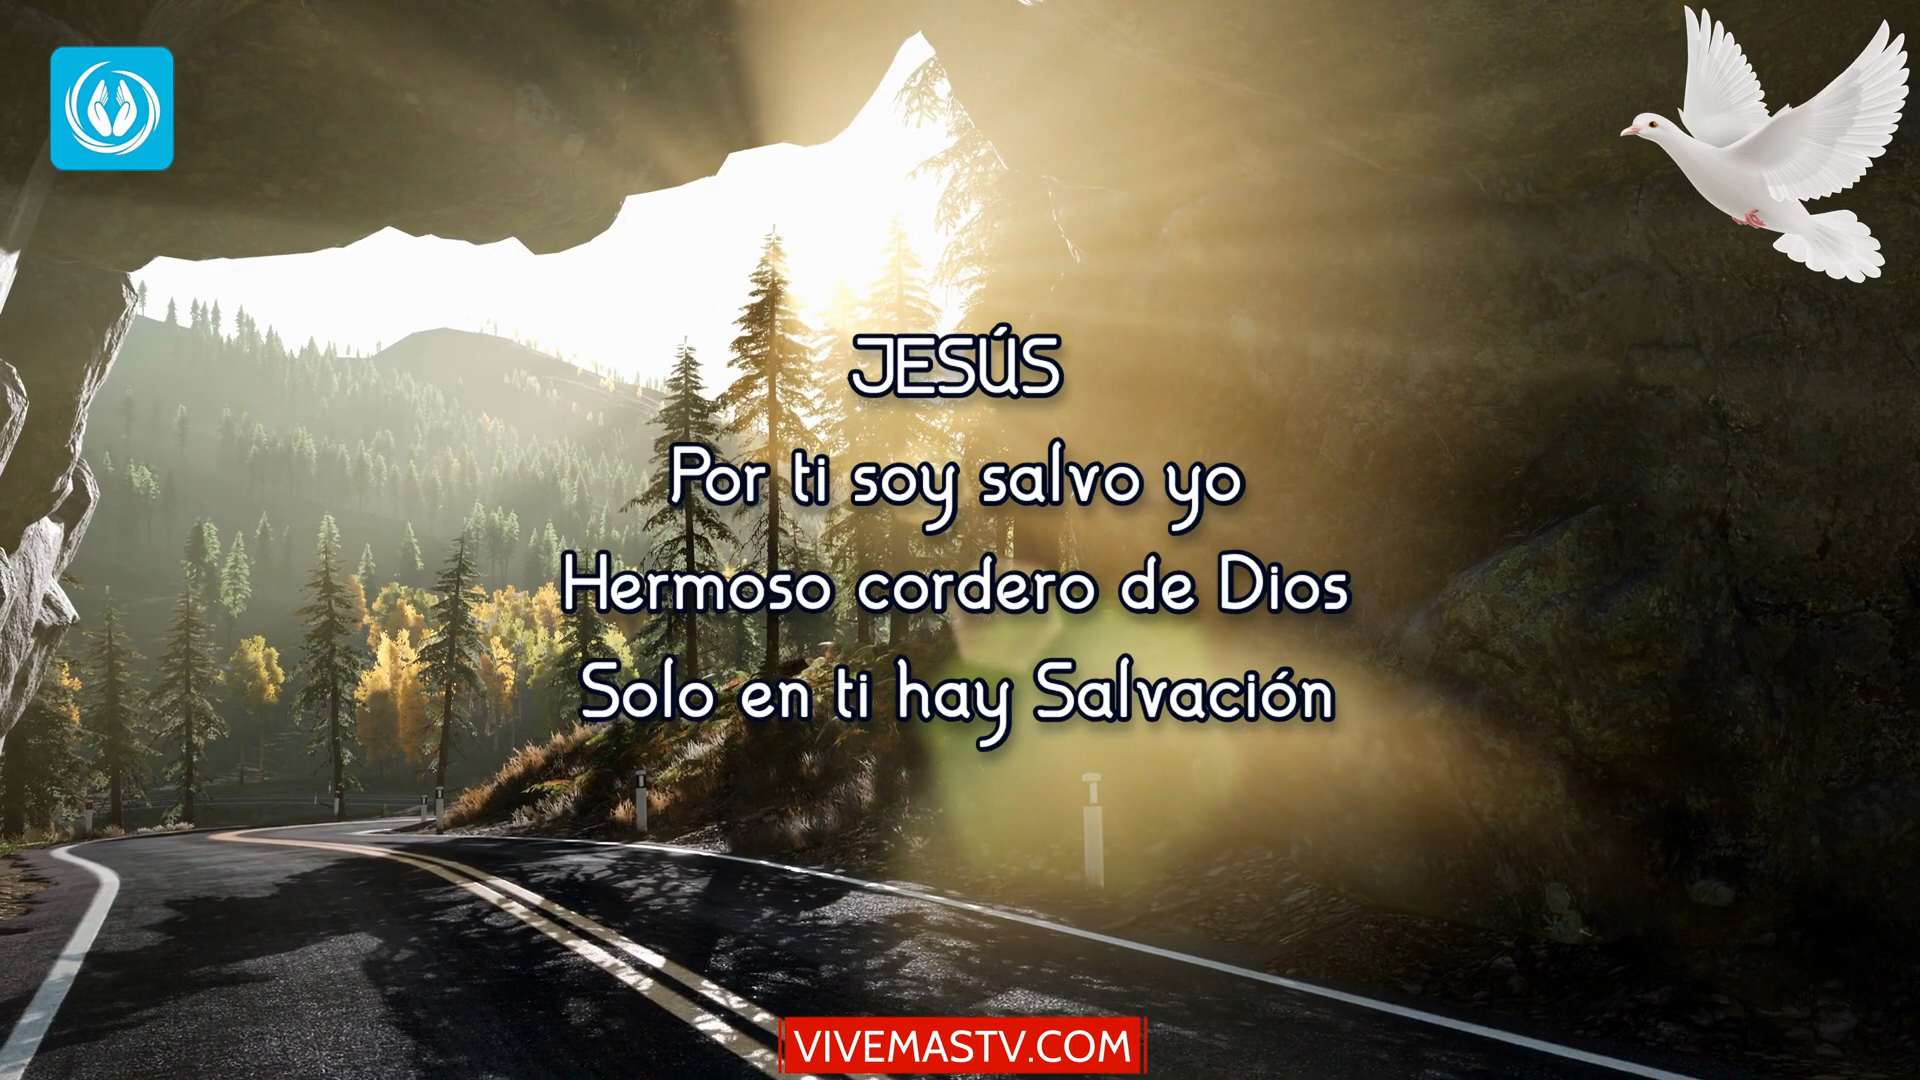 JESÚS
Por ti soy salvo yo
Hermoso cordero de Dios
Solo en ti hay Salvación
VIVEMASTV.COM